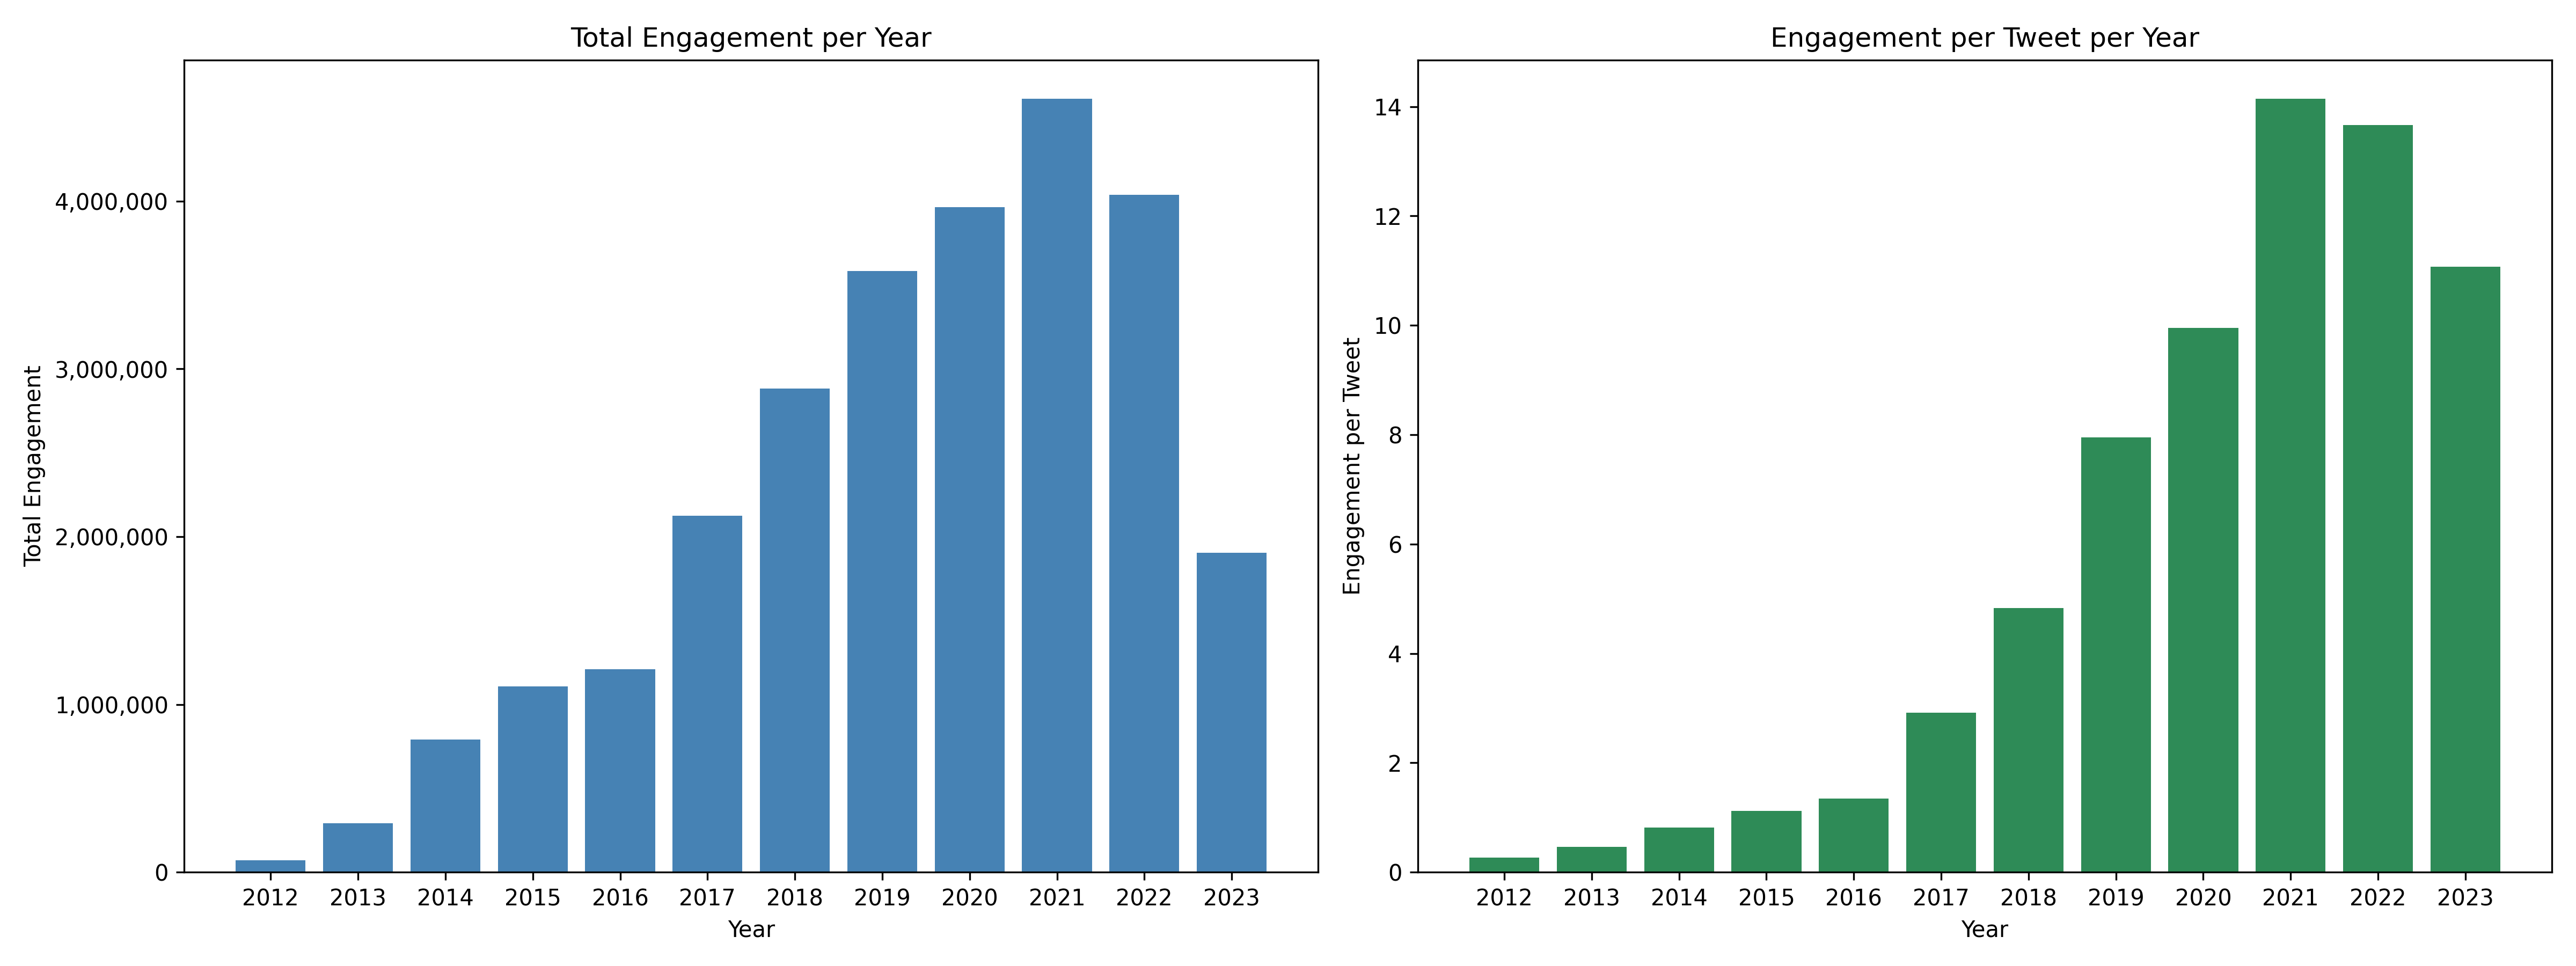 Total Engagement per Year
Total Engagement
4,000,000
3,000,000
2,000,000
1,000,000
0
2012 2013 2014 2015 2016 2017 2018 2019 2020 2021 2022 2023
Year
Engagement per Tweet per Year
Engagement per Tweet
14
12
10
8
6
4
2
0
2012 2013 2014 2015 2016 2017 2018 2019 2020 2021 2022 2023
Year